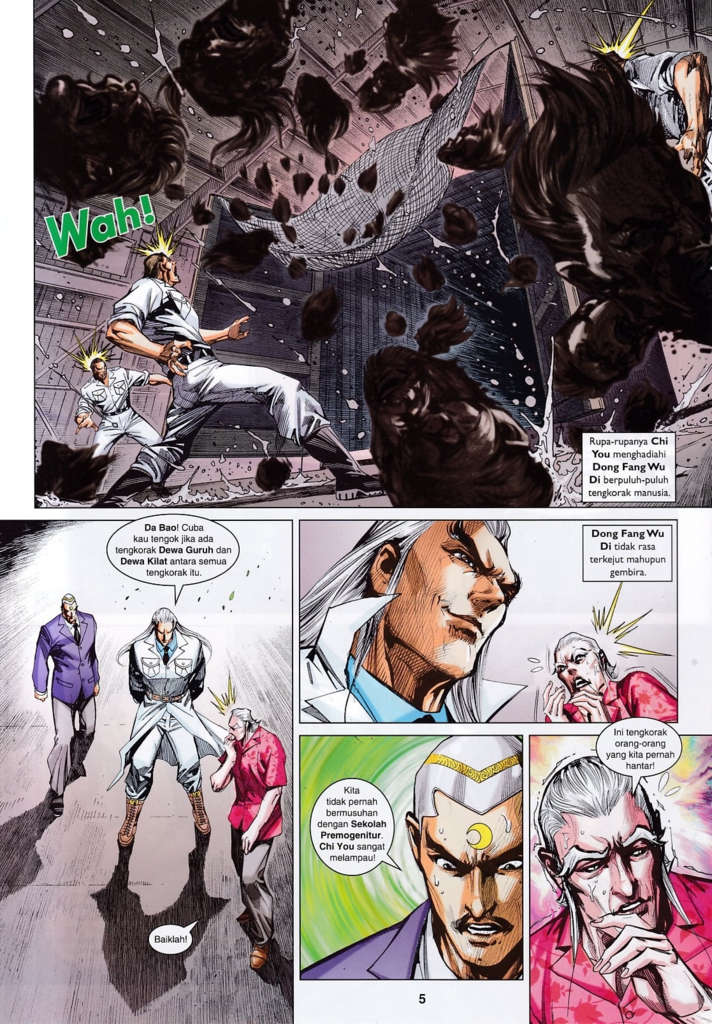 Wah!
Rupa-rupanya Chi
You menghadiahi
Dong Fang Wu
Di berpuluh-puluh
tengkorak manusia.
Da Bao! Cuba
kau tengok jika ada
tengkorak Dewa Guruh dan
Dewa Kilat antara semua
tengkorak itu.
Baiklah!
Dong Fang Wu
Di tidak rasa
terkejut mahupun
gembira.
Kita
tidak pernah
bermusuhan
dengan Sekolah
Premogenitur.
Chi You sangat
melampau!
Ini tengkorak
orang-orang
yang kita pernah
hantar!
5